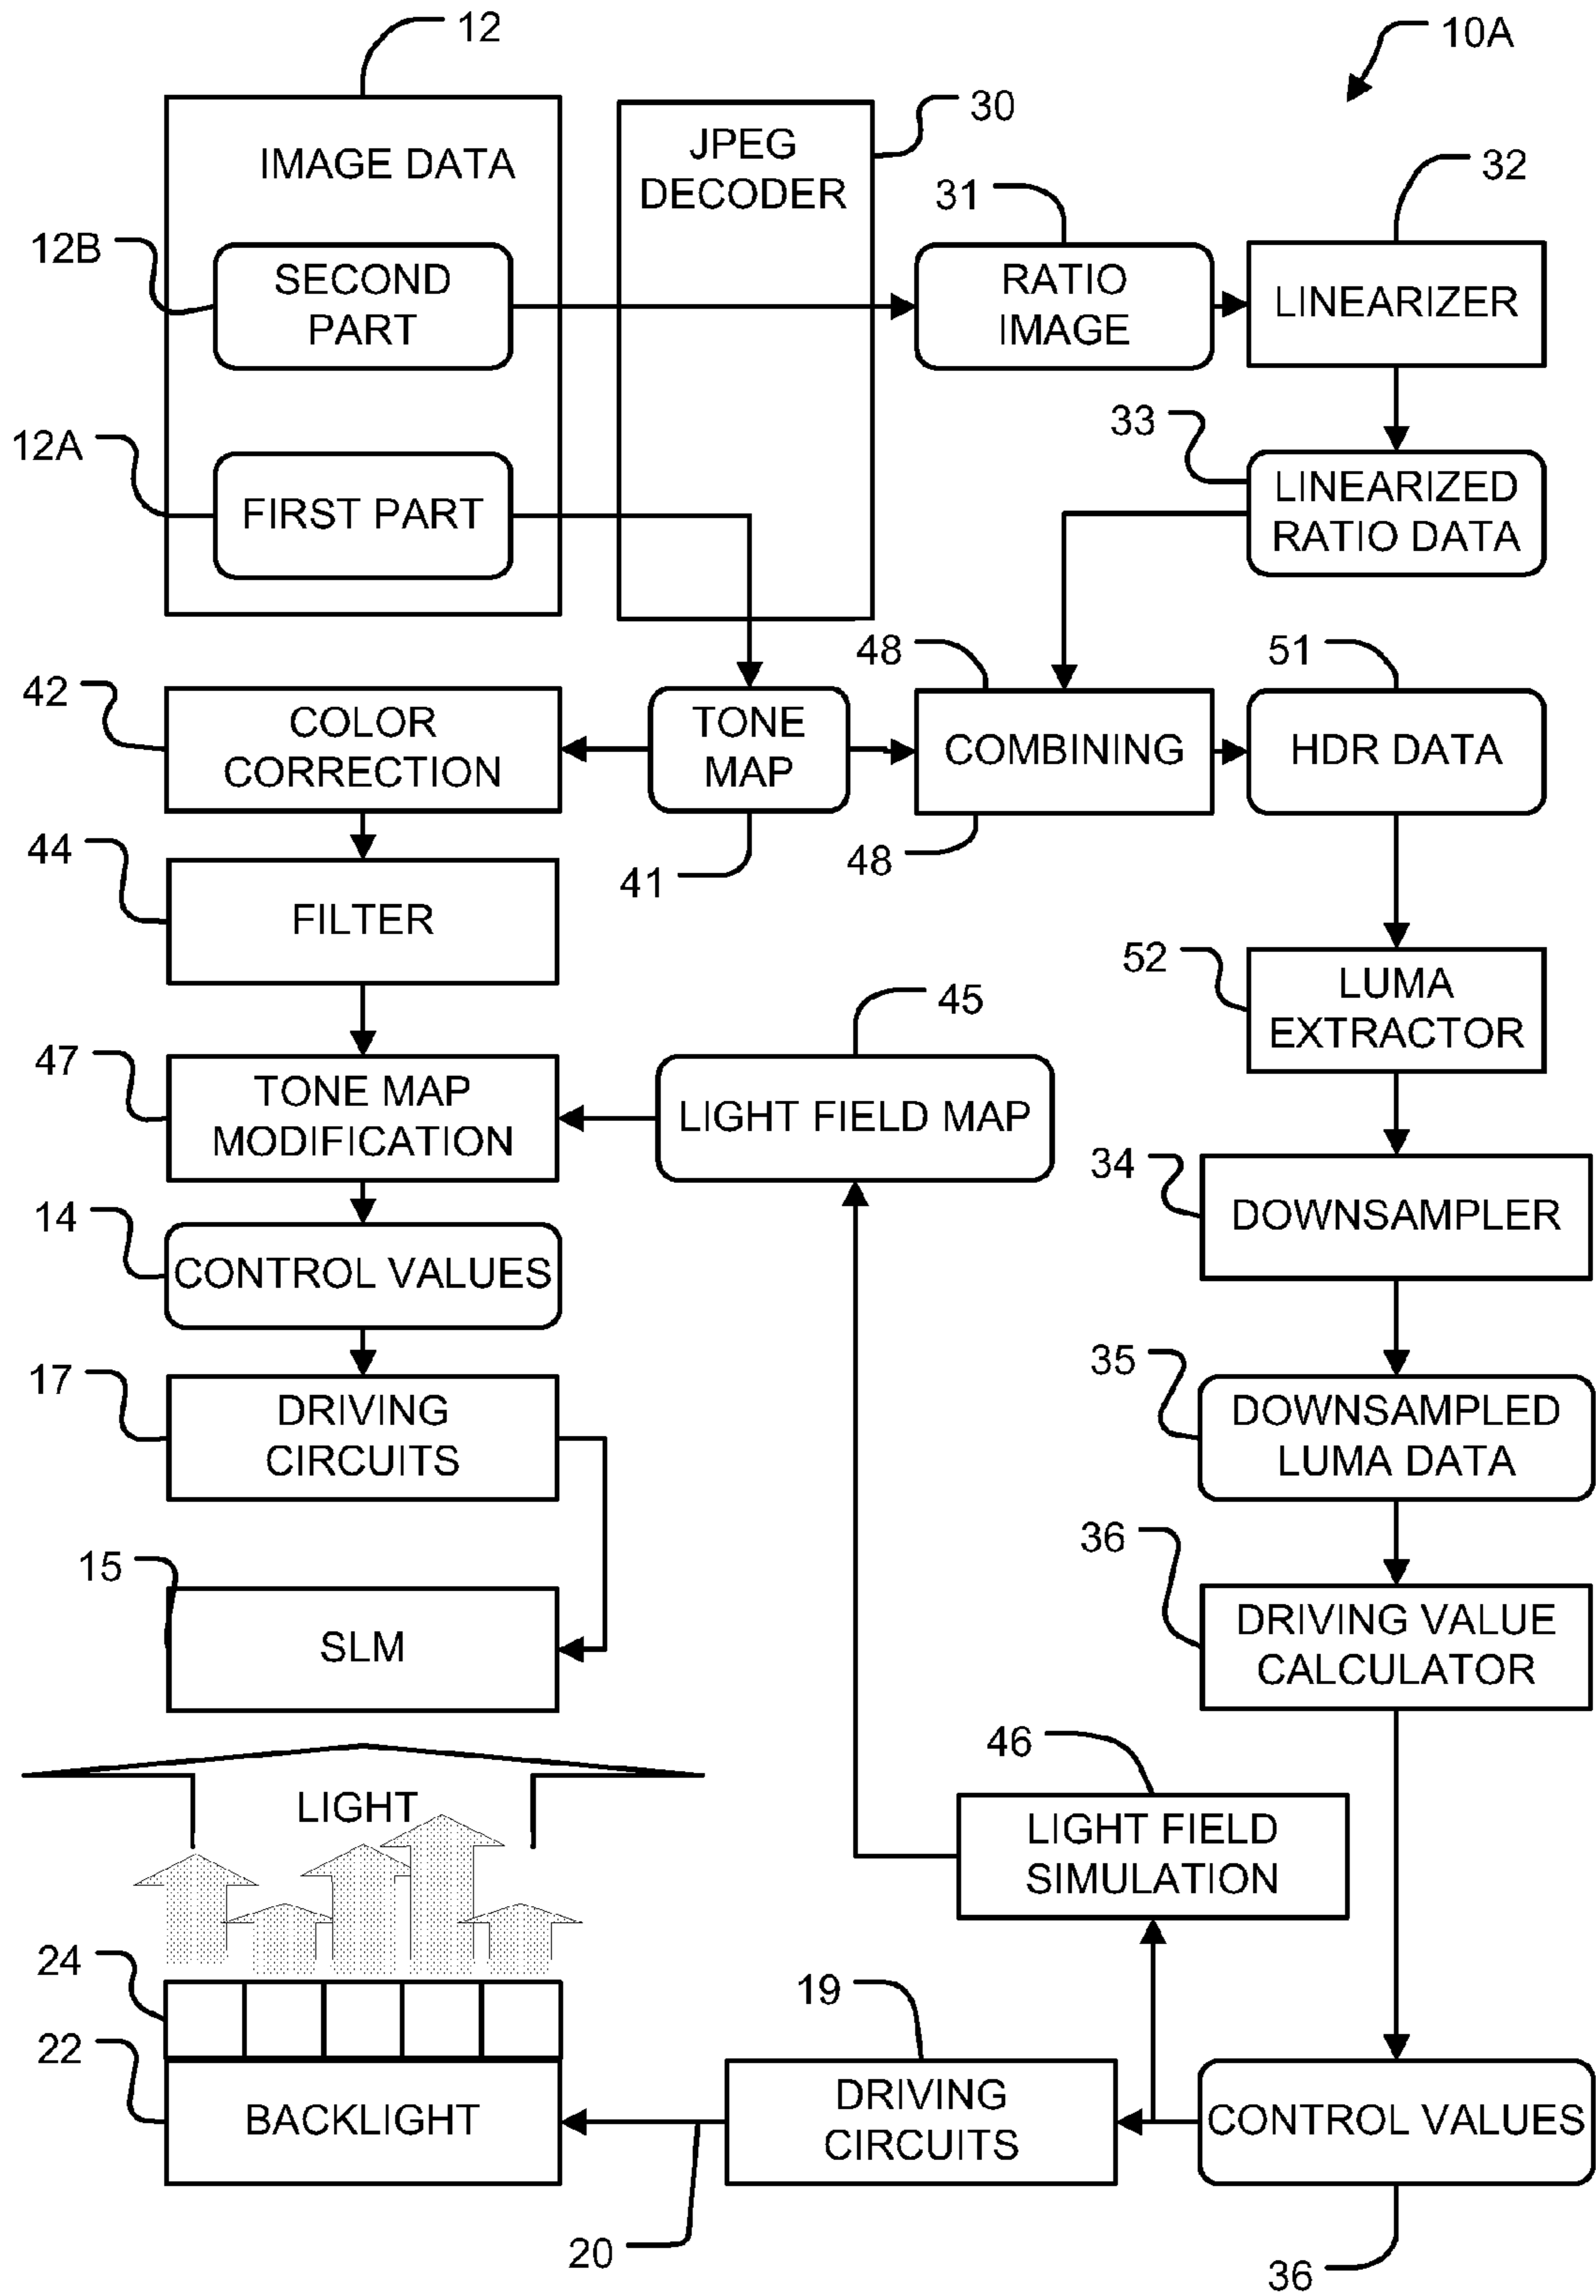 12
10A
IMAGE DATA
JPEG
DECODER
30
31
32
12B
SECOND
PART
RATIO
IMAGE
LINEARIZER
12A
FIRST PART
33
LINEARIZED
RATIO DATA
42
COLOR
CORRECTION
TONE
MAP
41
48
COMBINING
48
51
HDR DATA
44
FILTER
52
LUMA
EXTRACTOR
45
47
TONE MAP
MODIFICATION
LIGHT FIELD MAP
34
DOWNSAMPLER
14
CONTROL VALUES
35
DOWNSAMPLED
LUMA DATA
17
DRIVING
CIRCUITS
36
DRIVING VALUE
CALCULATOR
15
SLM
46
LIGHT FIELD
SIMULATION
LIGHT
24
22
BACKLIGHT
19
DRIVING
CIRCUITS
20
CONTROL VALUES
36